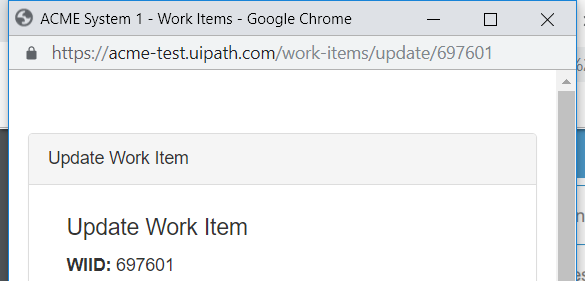 ACME System 1 - Work Items - Google Chrome
https://acme-test.uipath.com/work-items/update/697601
Update Work Item
Update Work Item
WIID: 697601